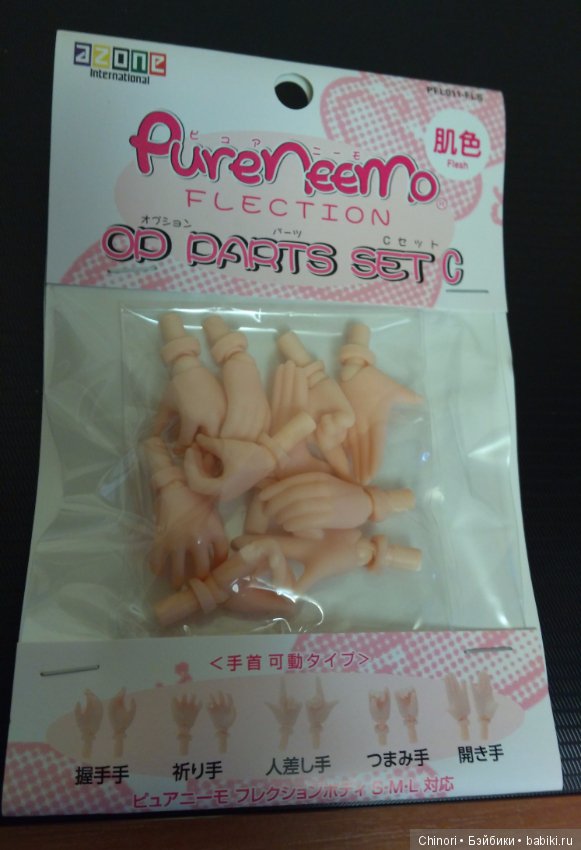 azone
International
PFL011-FLS
肌色
Flesh
ピュアニーモ
PureNeemo®
FLECTION
オプション パーツ Cセット
OP PARTS SET C
＜手首 可動タイプ＞
握手手 祈り手 人差し手 つまみ手 開き手
ピュアニーモ フレクションボディ S・M・L 対応
Chinori • Бэйбики • babiki.ru